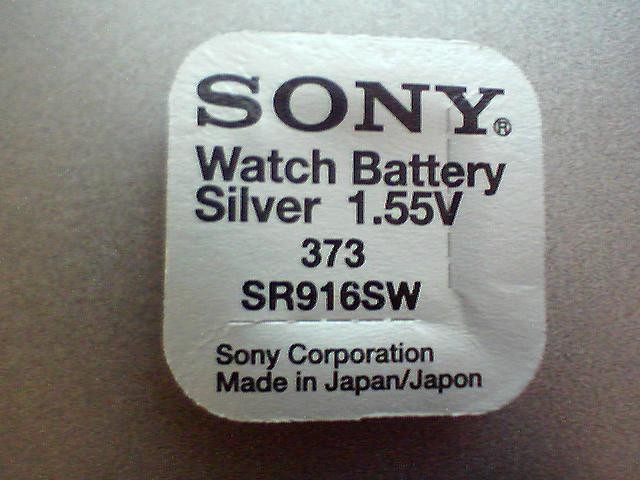 SONY®
Watch Battery
Silver 1.55V
373
SR916SW
Sony Corporation
Made in Japan/Japon